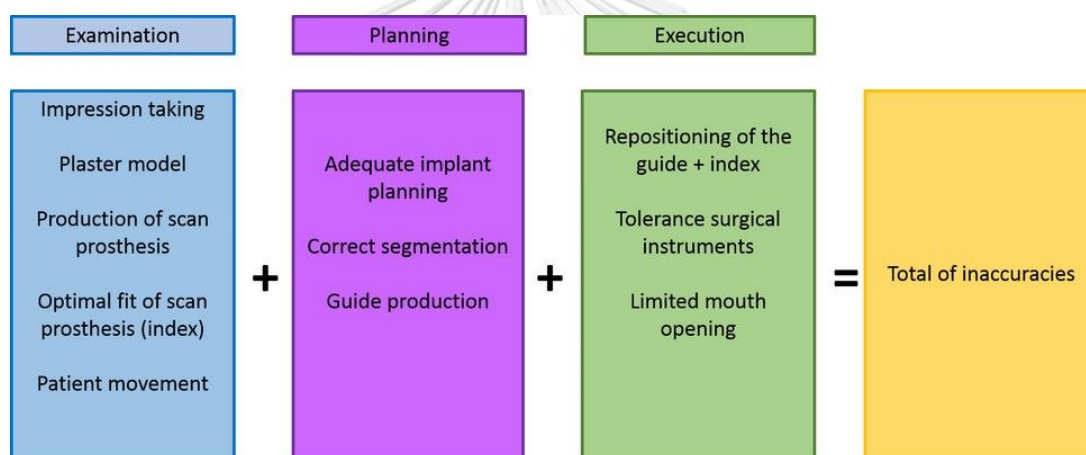 Examination
Planning
Execution
Impression taking
Plaster model
Production of scan
prosthesis
Optimal fit of scan
prosthesis (index)
Patient movement
+
Adequate implant
planning
Correct segmentation
Guide production
+
Repositioning of the
guide + index
Tolerance surgical
instruments
Limited mouth
opening
=
Total of inaccuracies